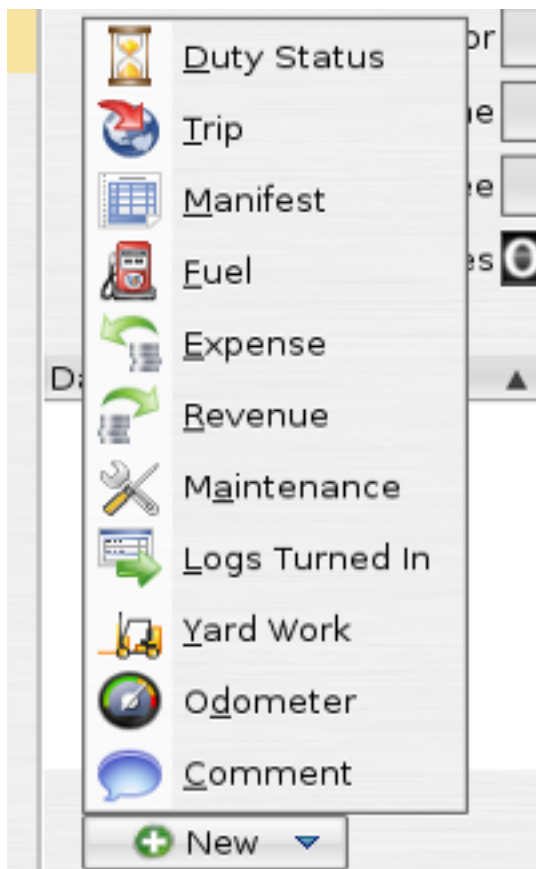 Duty Status
Trip
Manifest
Fuel
Expense
Revenue
Maintenance
Logs Turned In
Yard Work
Odometer
Comment
New